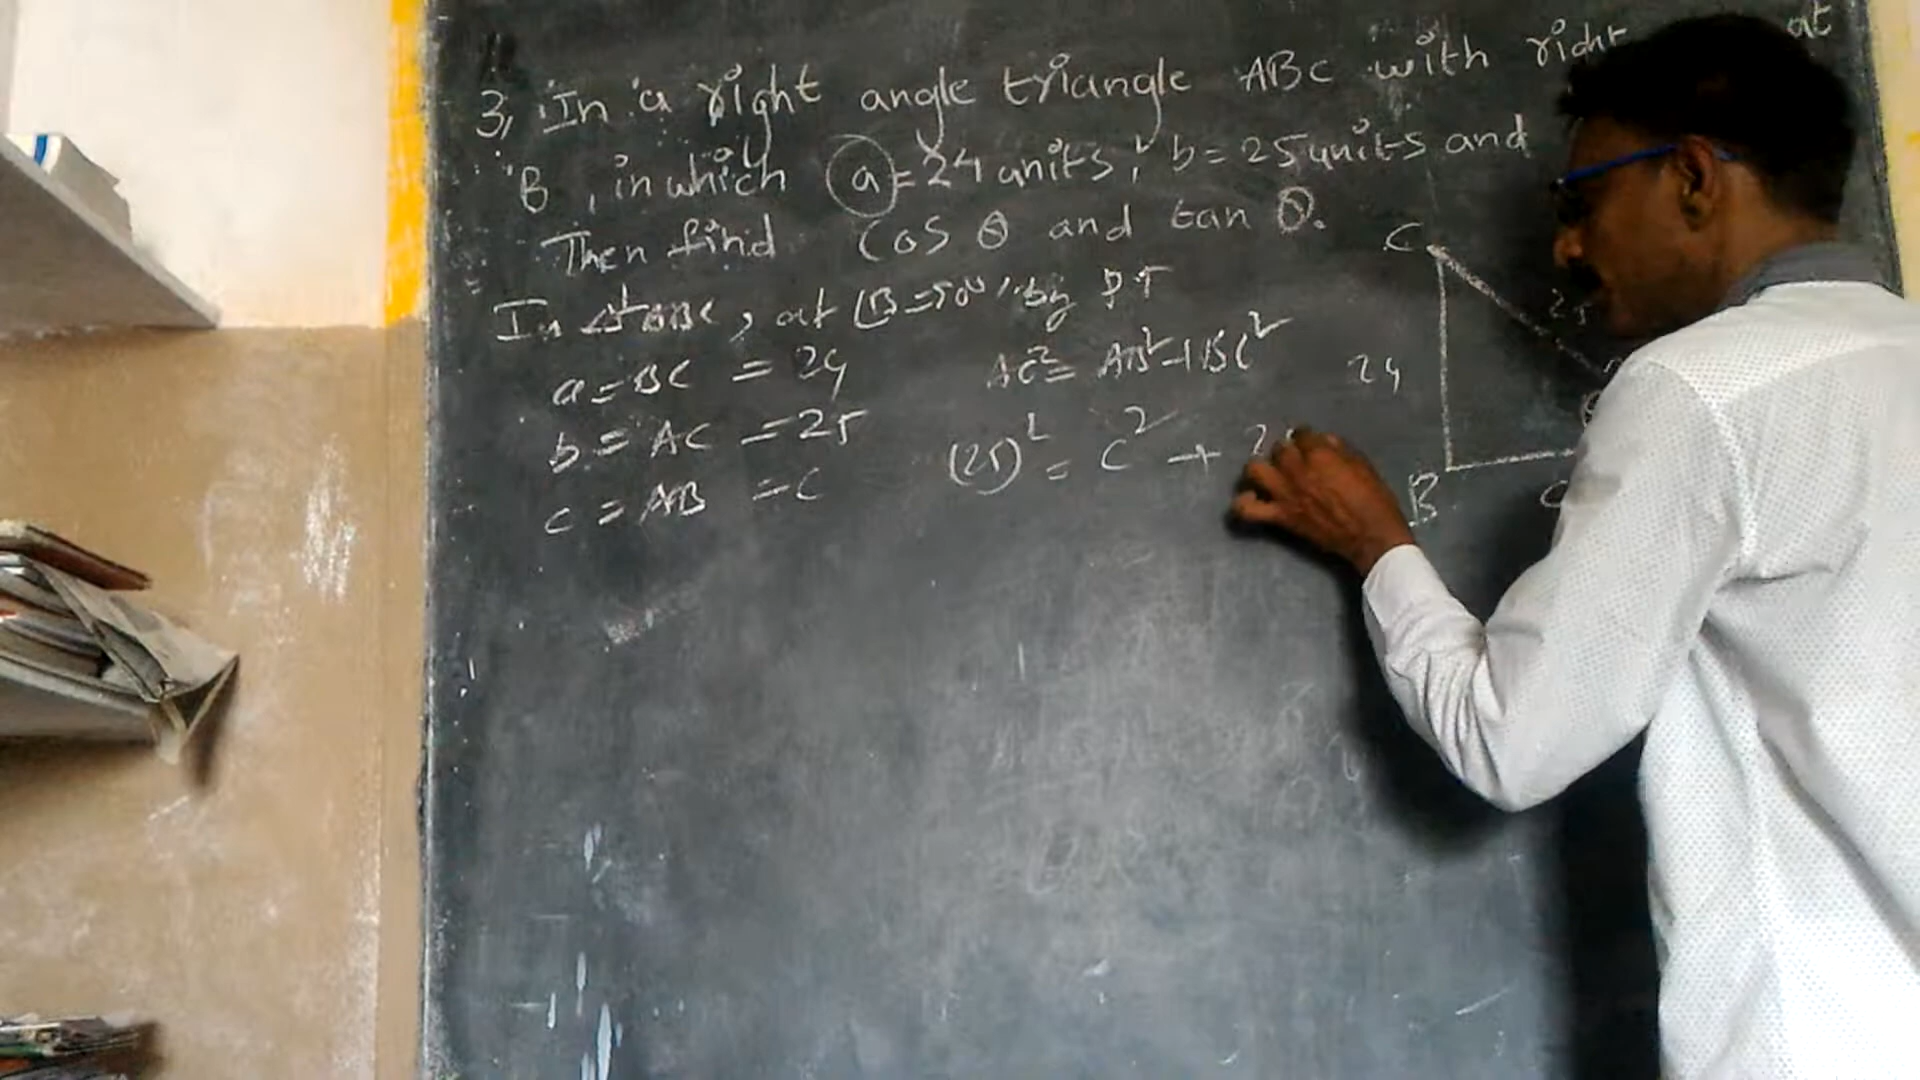 3, In a right angle triangle ABC with right at
B, in which a = 24 units, b = 25 units and
Then find Cos θ and tan θ.
In △ABC, at ∠B = 90°, by P.T
a = BC = 24
b = AC = 25
c = AB = C
AC² = AB² + BC²
(25)² = C² +
C
25
24
B
C